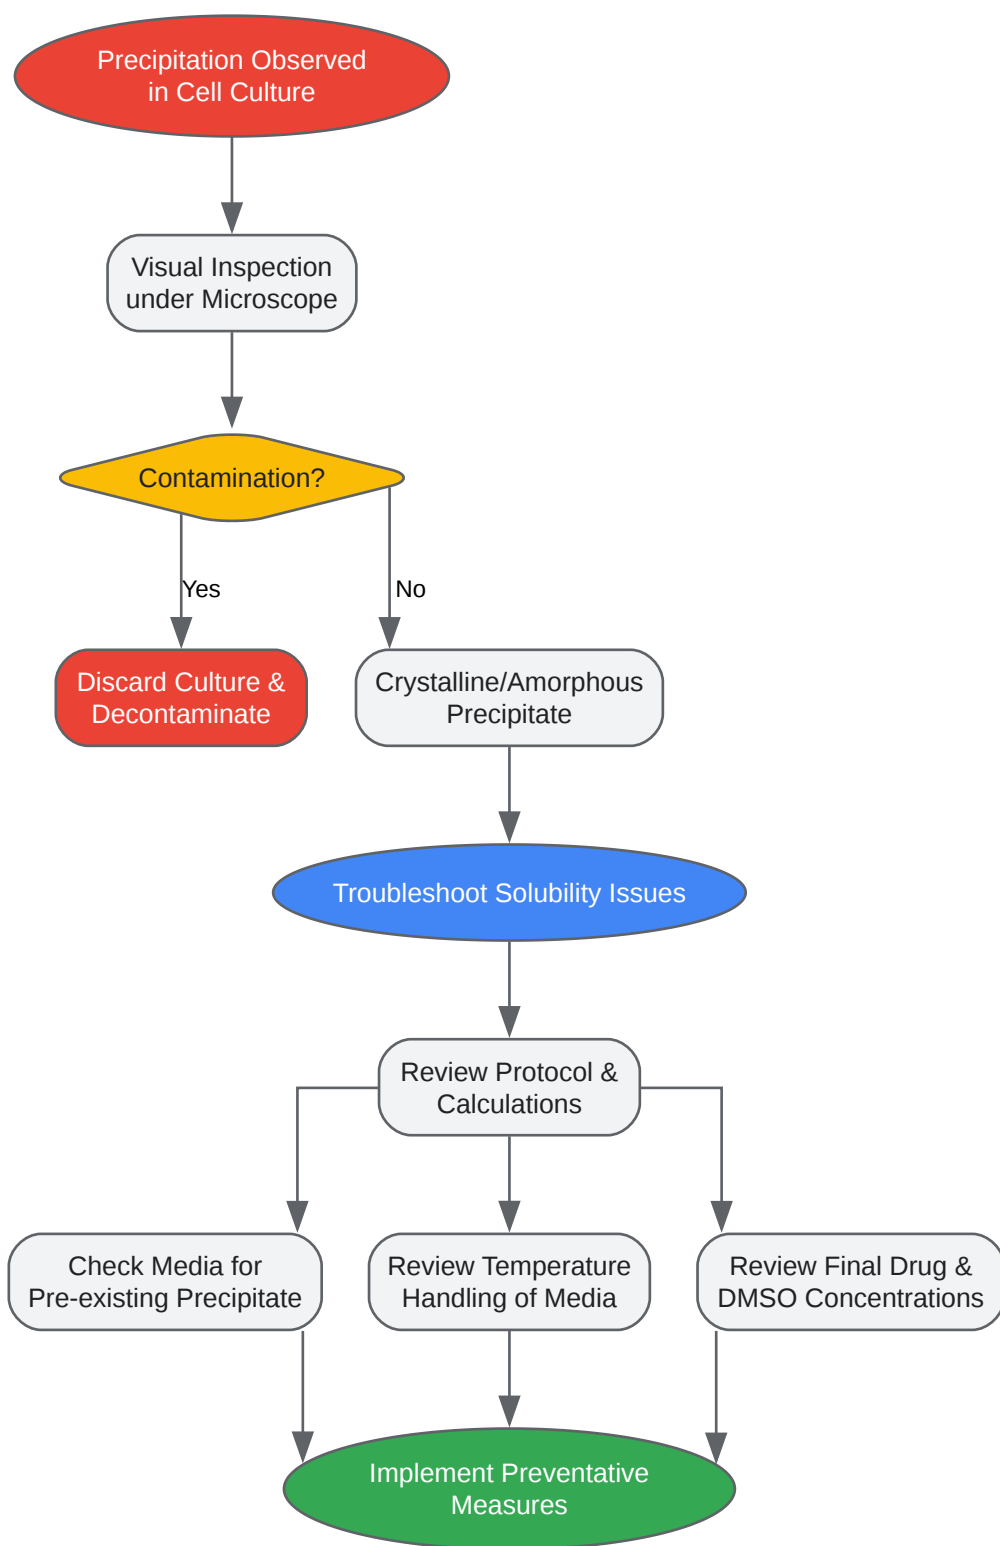 Precipitation Observed
in Cell Culture
Visual Inspection
under Microscope
Contamination?
Yes
No
Discard Culture &
Decontaminate
Crystalline/Amorphous
Precipitate
Troubleshoot Solubility Issues
Review Protocol &
Calculations
Check Media for
Pre-existing Precipitate
Review Temperature
Handling of Media
Review Final Drug &
DMSO Concentrations
Implement Preventative
Measures